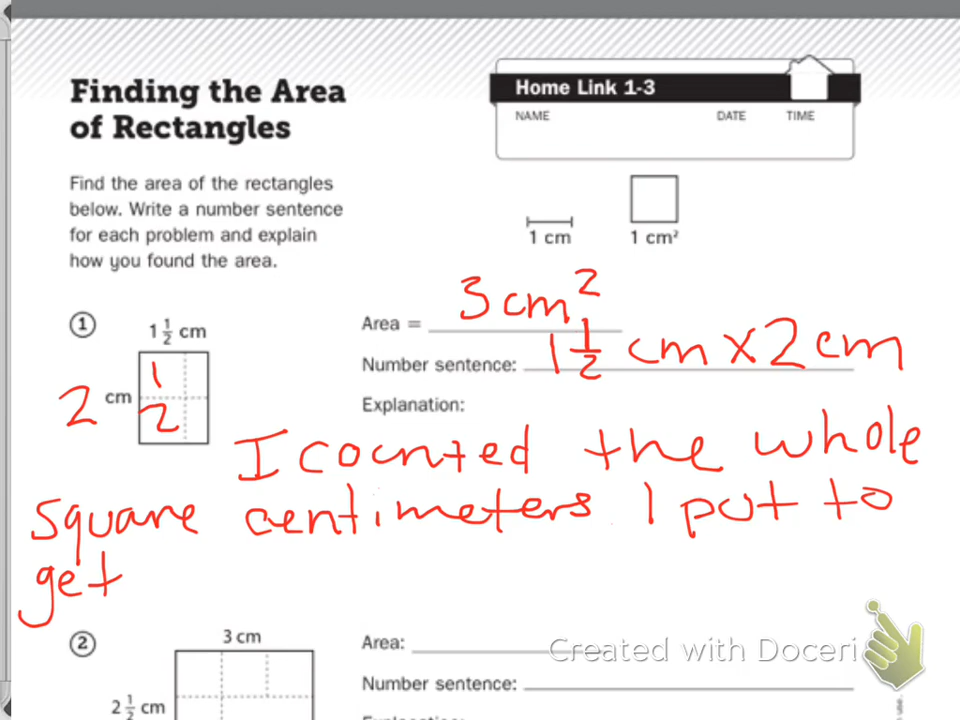 Finding the Area
of Rectangles
Home Link 1-3
NAME DATE TIME
Find the area of the rectangles
below. Write a number sentence
for each problem and explain
how you found the area.
1 cm 1 cm²
① 1 1/2 cm
2 cm
1
2
Area = 3 cm²
Number sentence: 1 1/2 cm x 2 cm
Explanation:
I counted the whole
square centimeters I put to
get
② 3 cm
2 1/2 cm
Area:
Number sentence:
Created with Doceri
use.